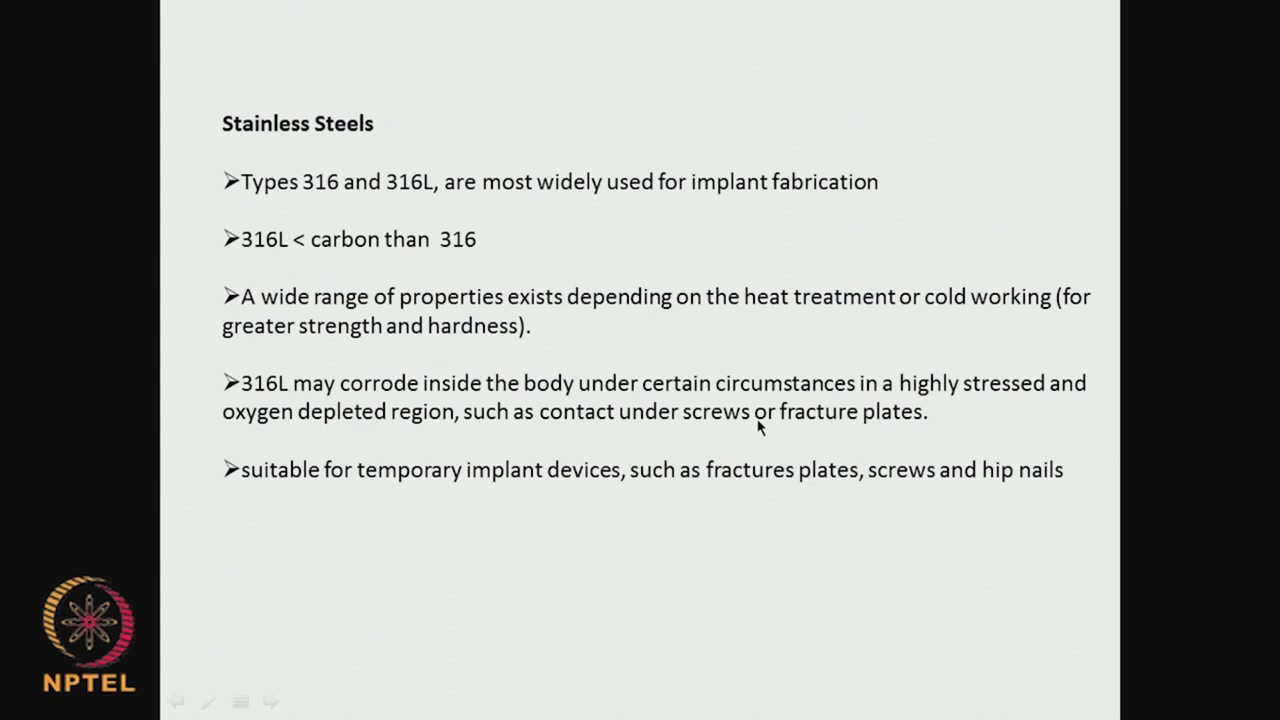 Stainless Steels
➢Types 316 and 316L, are most widely used for implant fabrication
➢316L < carbon than 316
➢A wide range of properties exists depending on the heat treatment or cold working (for
greater strength and hardness).
➢316L may corrode inside the body under certain circumstances in a highly stressed and
oxygen depleted region, such as contact under screws or fracture plates.
➢suitable for temporary implant devices, such as fractures plates, screws and hip nails
NPTEL